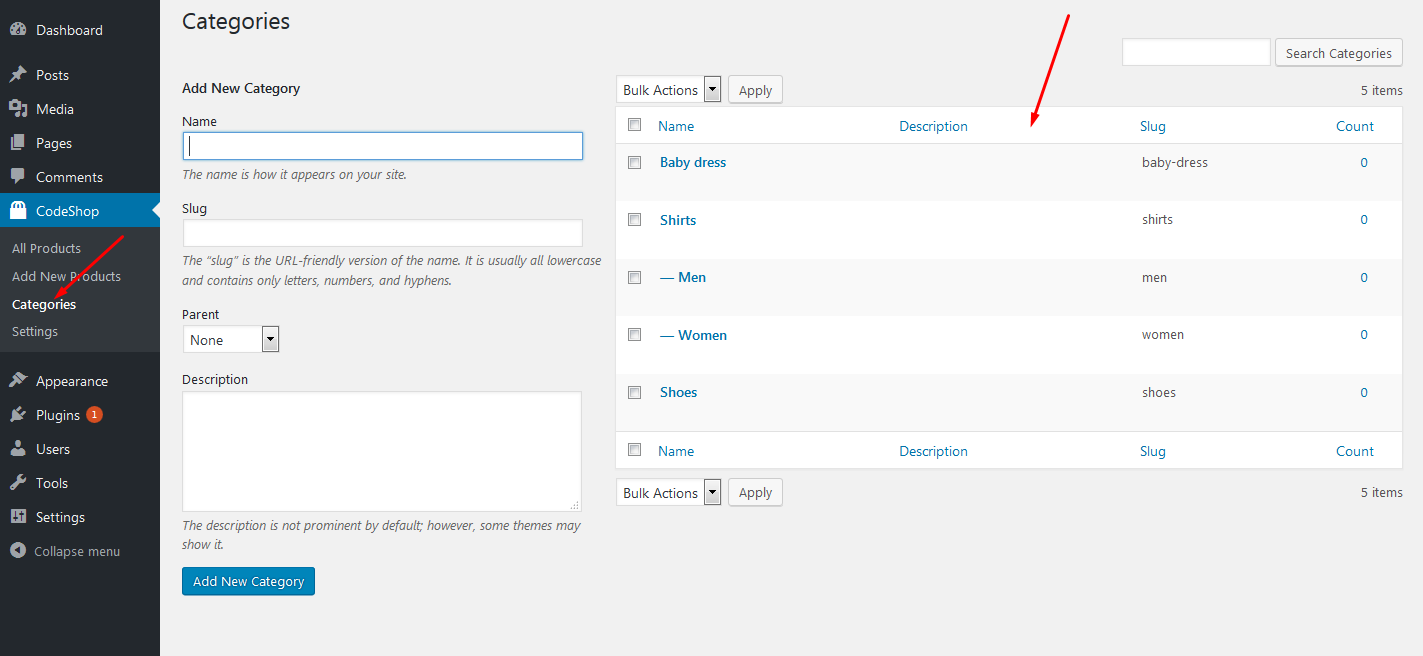 Dashboard
Posts
Media
Pages
Comments
CodeShop
All Products
Add New Products
Categories
Settings
Appearance
Plugins 1
Users
Tools
Settings
Collapse menu
Categories
Search Categories
Add New Category
Name
The name is how it appears on your site.
Slug
The “slug” is the URL-friendly version of the name. It is usually all lowercase
and contains only letters, numbers, and hyphens.
Parent
None
Description
The description is not prominent by default; however, some themes may
show it.
Add New Category
Bulk Actions Apply 5 items
Name Description Slug Count
Baby dress baby-dress 0
Shirts shirts 0
— Men men 0
— Women women 0
Shoes shoes 0
Name Description Slug Count
Bulk Actions Apply 5 items